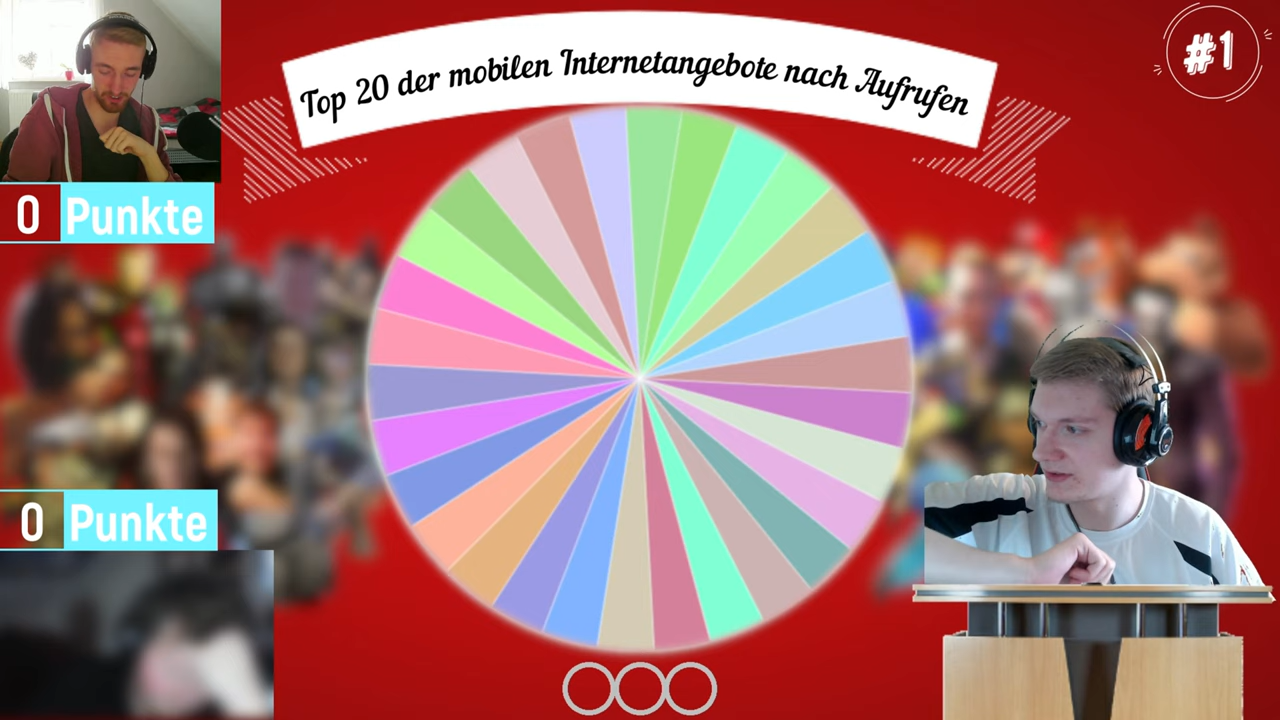 Top 20 der mobilen Internetangebote nach Aufrufen
#1
0 Punkte
0 Punkte